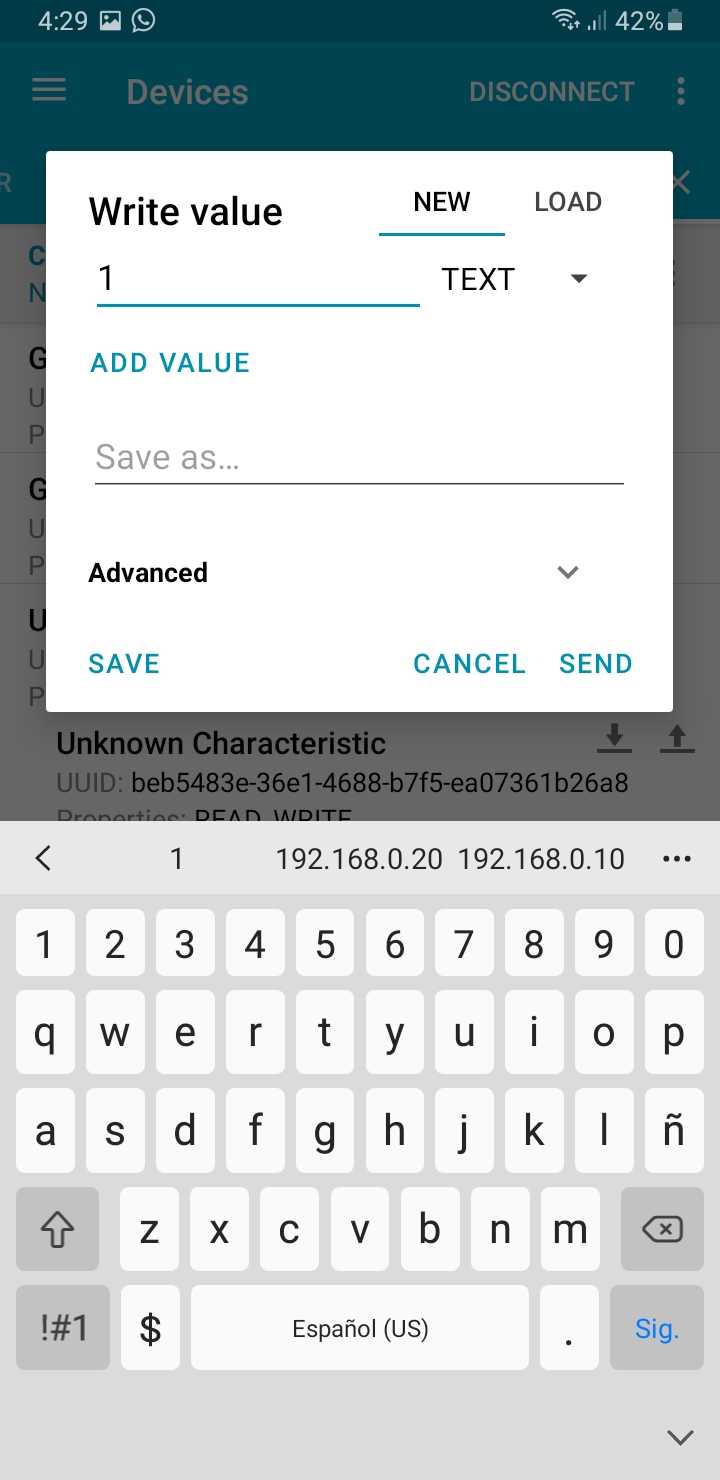 4:29 42%
Devices DISCONNECT
R
Write value NEW LOAD
C
1 TEXT
N
ADD VALUE
G
U
P
Save as...
G
U
P
Advanced
U
U
SAVE CANCEL SEND
P
Unknown Characteristic
UUID: beb5483e-36e1-4688-b7f5-ea07361b26a8
Properties: READ, WRITE
1 192.168.0.20 192.168.0.10
1 2 3 4 5 6 7 8 9 0
q w e r t y u i o p
a s d f g h j k l ñ
z x c v b n m
!#1 $ Español (US) . Sig.